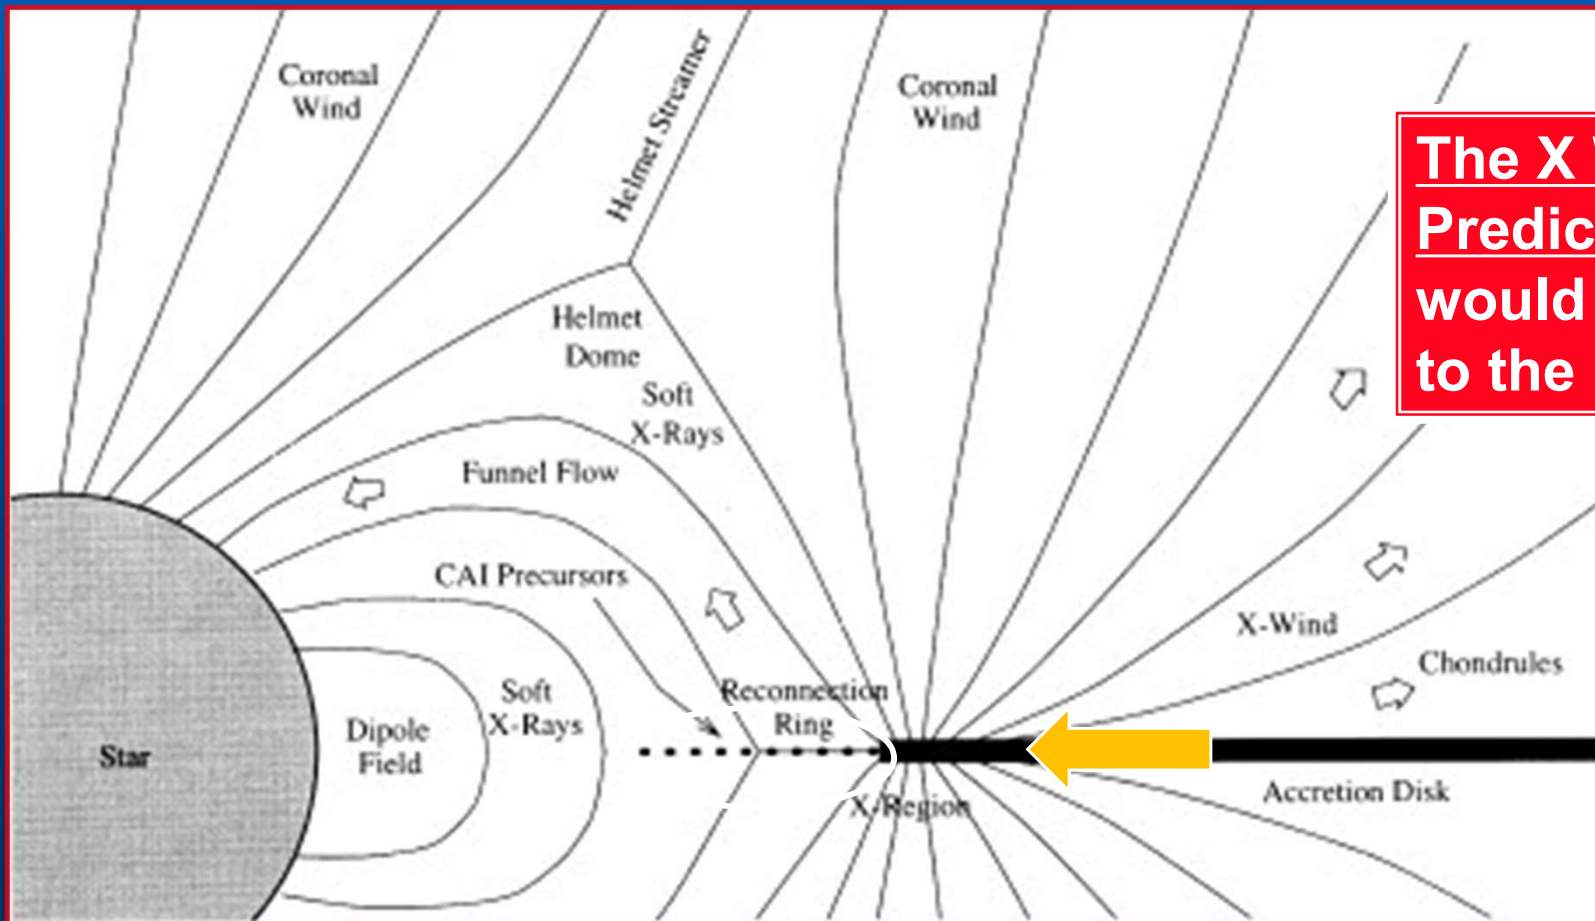 Coronal
Wind
Helmet Streamer
Coronal
Wind
The X
Predic
would
to the
Helmet
Dome
Soft
X-Rays
Funnel Flow
CAI Precursors
X-Wind
Chondrules
Reconnection
Ring
Soft
X-Rays
Dipole
Field
Star
X-Region
Accretion Disk